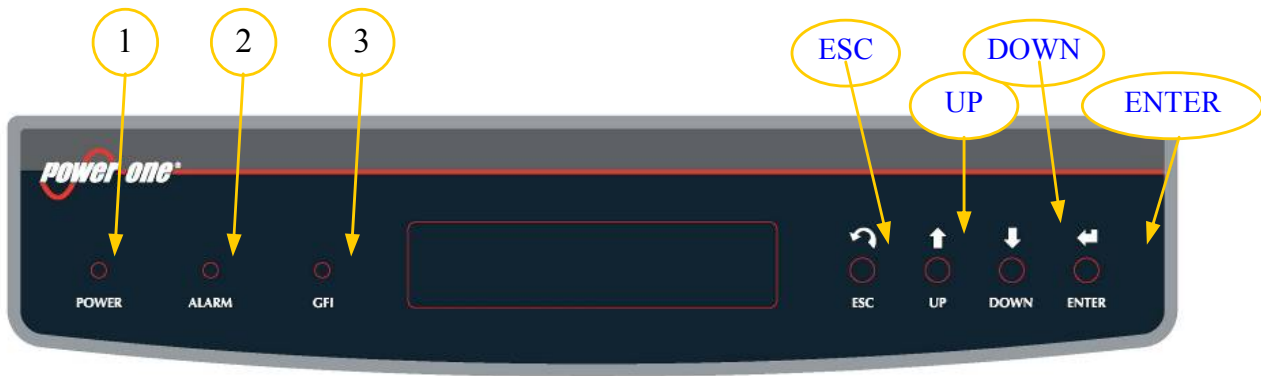 1 2 3 ESC DOWN
UP ENTER
power-one®
POWER ALARM GFI ESC UP DOWN ENTER